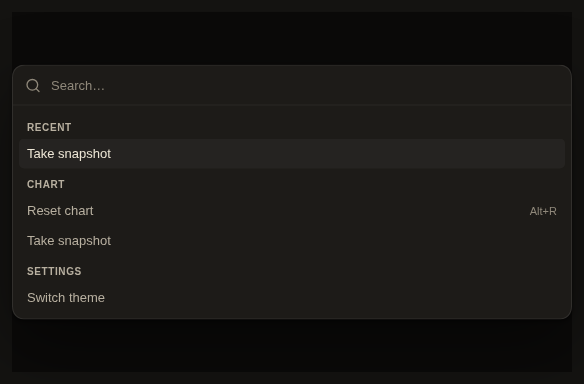 Search…
RECENT
Take snapshot
CHART
Reset chart Alt+R
Take snapshot
SETTINGS
Switch theme